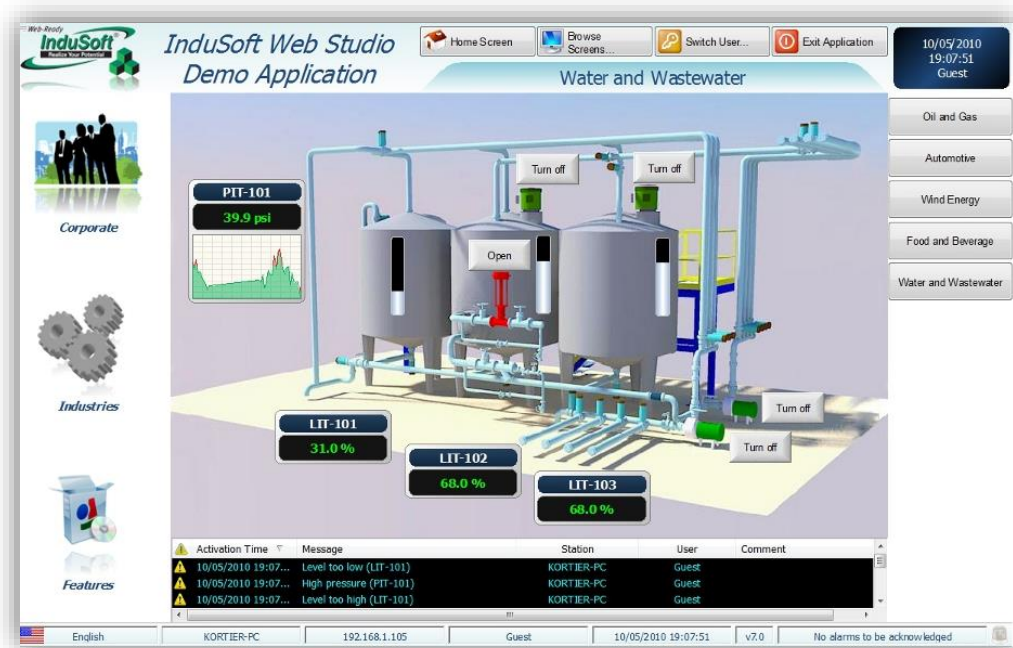 Web-Ready
InduSoft®
Realize Your Potential
InduSoft Web Studio
Demo Application
Home Screen
Browse
Screens...
Switch User...
Exit Application
Water and Wastewater
10/05/2010
19:07:51
Guest
Corporate
Industries
Features
Oil and Gas
Automotive
Wind Energy
Food and Beverage
Water and Wastewater
Turn off
Turn off
PIT-101
39.9 psi
Open
Turn off
Turn off
LIT-101
31.0 %
LIT-102
68.0 %
LIT-103
68.0 %
Activation Time Message Station User Comment
10/05/2010 19:07... Level too low (LIT-101) KORTIER-PC Guest
10/05/2010 19:07... High pressure (PIT-101) KORTIER-PC Guest
10/05/2010 19:07... Level too high (LIT-101) KORTIER-PC Guest
English KORTIER-PC 192.168.1.105 Guest 10/05/2010 19:07:51 v7.0 No alarms to be acknowledged